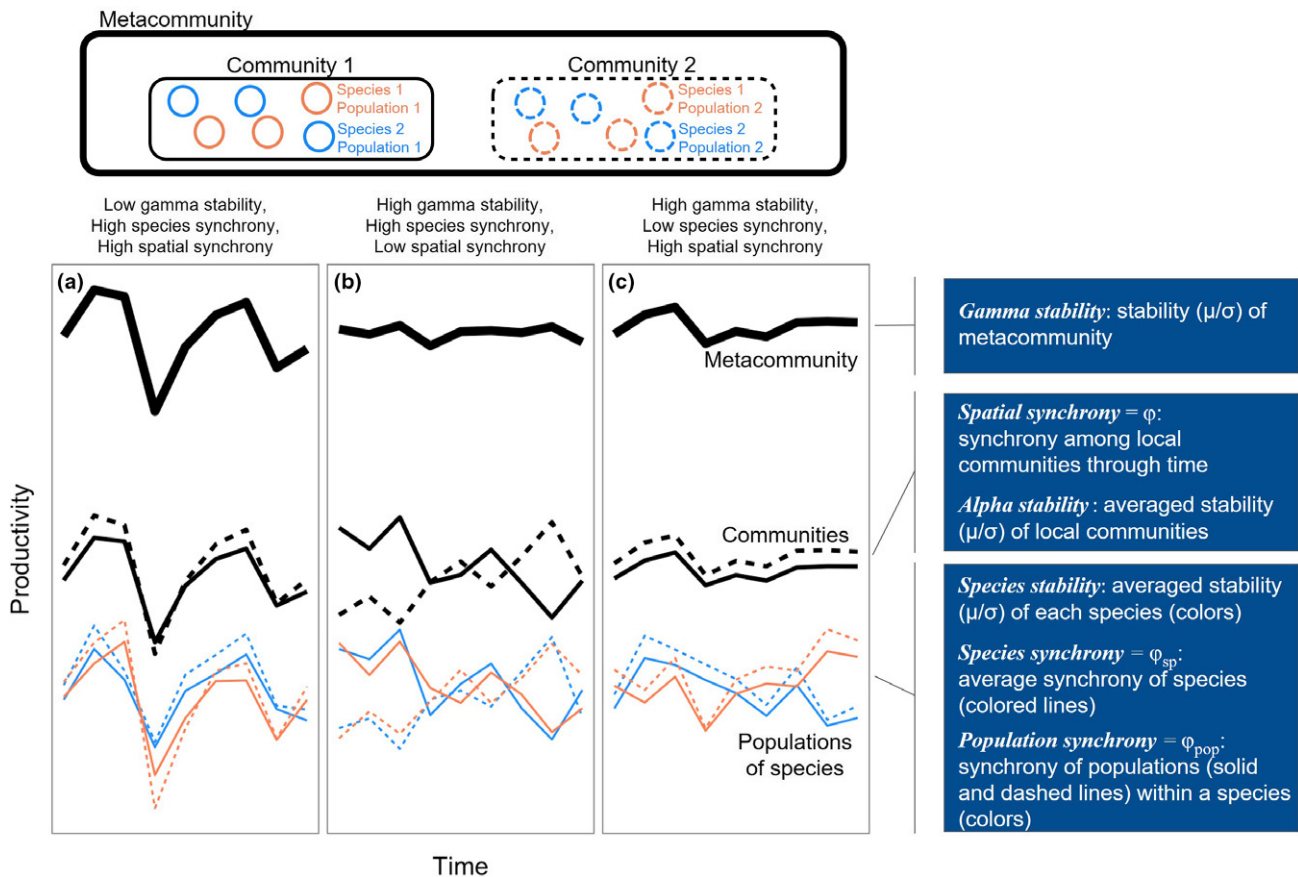 Metacommunity
Community 1
Species 1
Population 1
Species 2
Population 1
Community 2
Species 1
Population 2
Species 2
Population 2
Low gamma stability,
High species synchrony,
High spatial synchrony
High gamma stability,
High species synchrony,
Low spatial synchrony
High gamma stability,
Low species synchrony,
High spatial synchrony
(a)
(b)
(c)
Metacommunity
Communities
Populations
of species
Productivity
Time
Gamma stability: stability (μ/σ) of
metacommunity
Spatial synchrony = φ:
synchrony among local
communities through time
Alpha stability : averaged stability
(μ/σ) of local communities
Species stability: averaged stability
(μ/σ) of each species (colors)
Species synchrony = φsp:
average synchrony of species
(colored lines)
Population synchrony = φpop:
synchrony of populations (solid
and dashed lines) within a species
(colors)